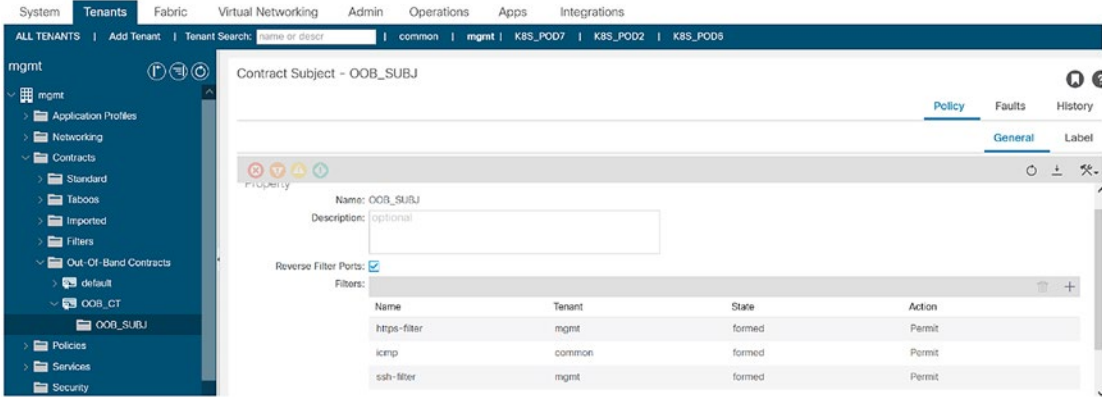 System Tenants Fabric Virtual Networking Admin Operations Apps Integrations
ALL TENANTS | Add Tenant | Tenant Search: name or descr | common | mgmt | K8S_POD7 | K8S_POD2 | K8S_POD6
mgmt
mgmt
Application Profiles
Networking
Contracts
Standard
Taboos
Imported
Filters
Out-Of-Band Contracts
default
OOB_CT
OOB_SUBJ
Policies
Services
Security
Contract Subject - OOB_SUBJ
Policy Faults History
General Label
Property
Name: OOB_SUBJ
Description: optional
Reverse Filter Ports:
Filters:
Name Tenant State Action
https-filter mgmt formed Permit
icmp common formed Permit
ssh-filter mgmt formed Permit